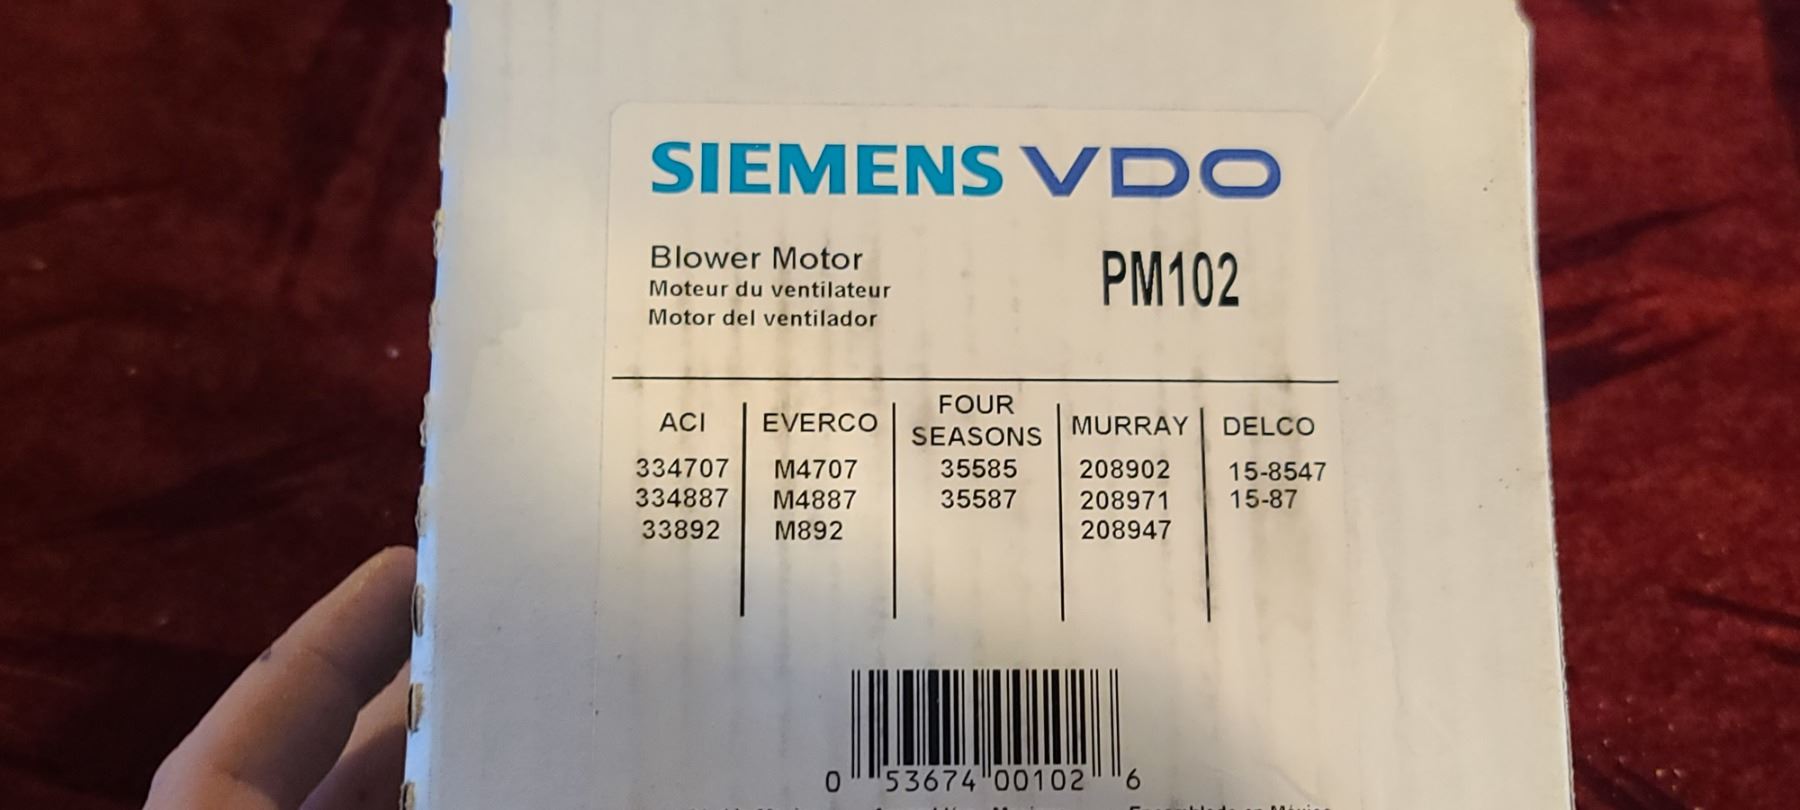 SIEMENS VDO
Blower Motor
Moteur du ventilateur
Motor del ventilador
PM102
ACI EVERCO FOUR SEASONS MURRAY DELCO
334707 M4707 35585 208902 15-8547
334887 M4887 35587 208971 15-87
33892 M892 208947
0 53674 00102 6